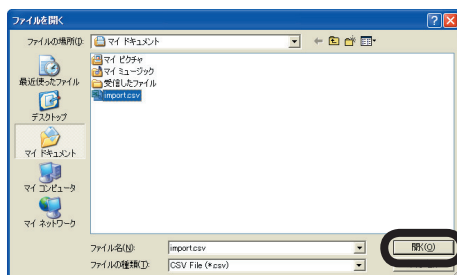 ファイルを開く
ファイルの場所(I):
マイ ドキュメント
最近使ったファイル
デスクトップ
マイ ドキュメント
マイ コンピュータ
マイ ネットワーク
マイ ピクチャ
マイ ミュージック
受信したファイル
import.csv
ファイル名(N):
import.csv
開く(O)
ファイルの種類(T):
CSV File (*.csv)